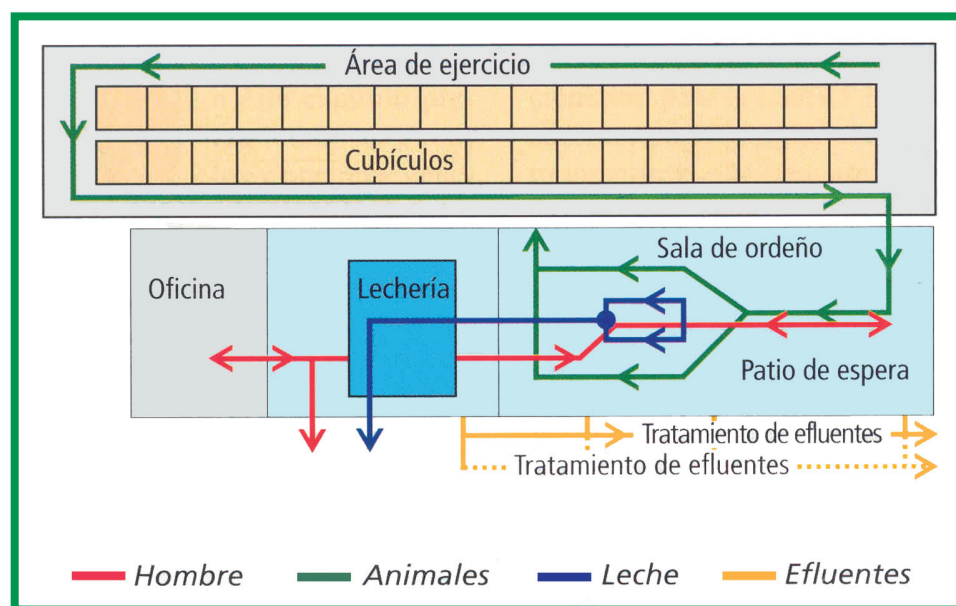 Área de ejercicio
Cubículos
Sala de ordeño
Oficina
Lechería
Patio de espera
Tratamiento de efluentes
Tratamiento de efluentes
Hombre
Animales
Leche
Efluentes